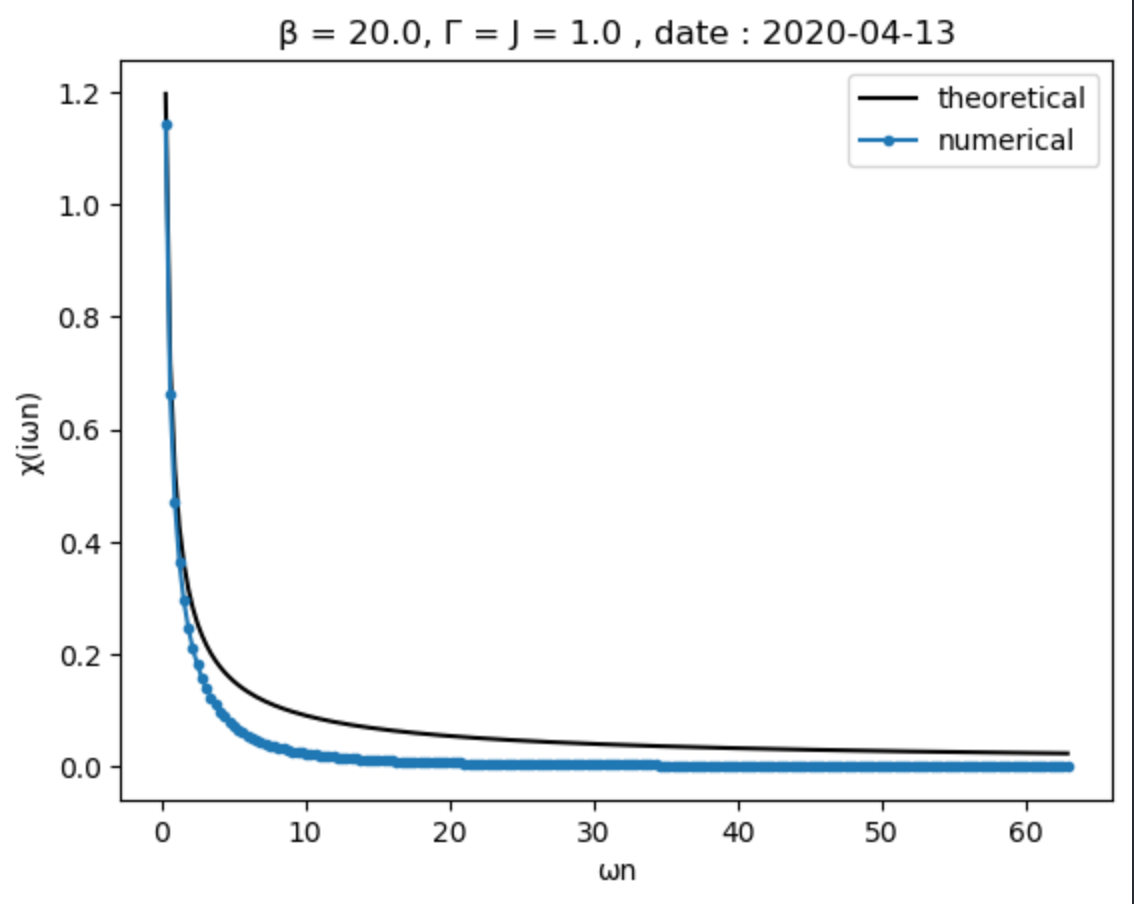 β = 20.0, Γ = J = 1.0 , date : 2020-04-13
theoretical
numerical
1.2
1.0
0.8
0.6
0.4
0.2
0.0
χ(iωn)
0 10 20 30 40 50 60
ωn